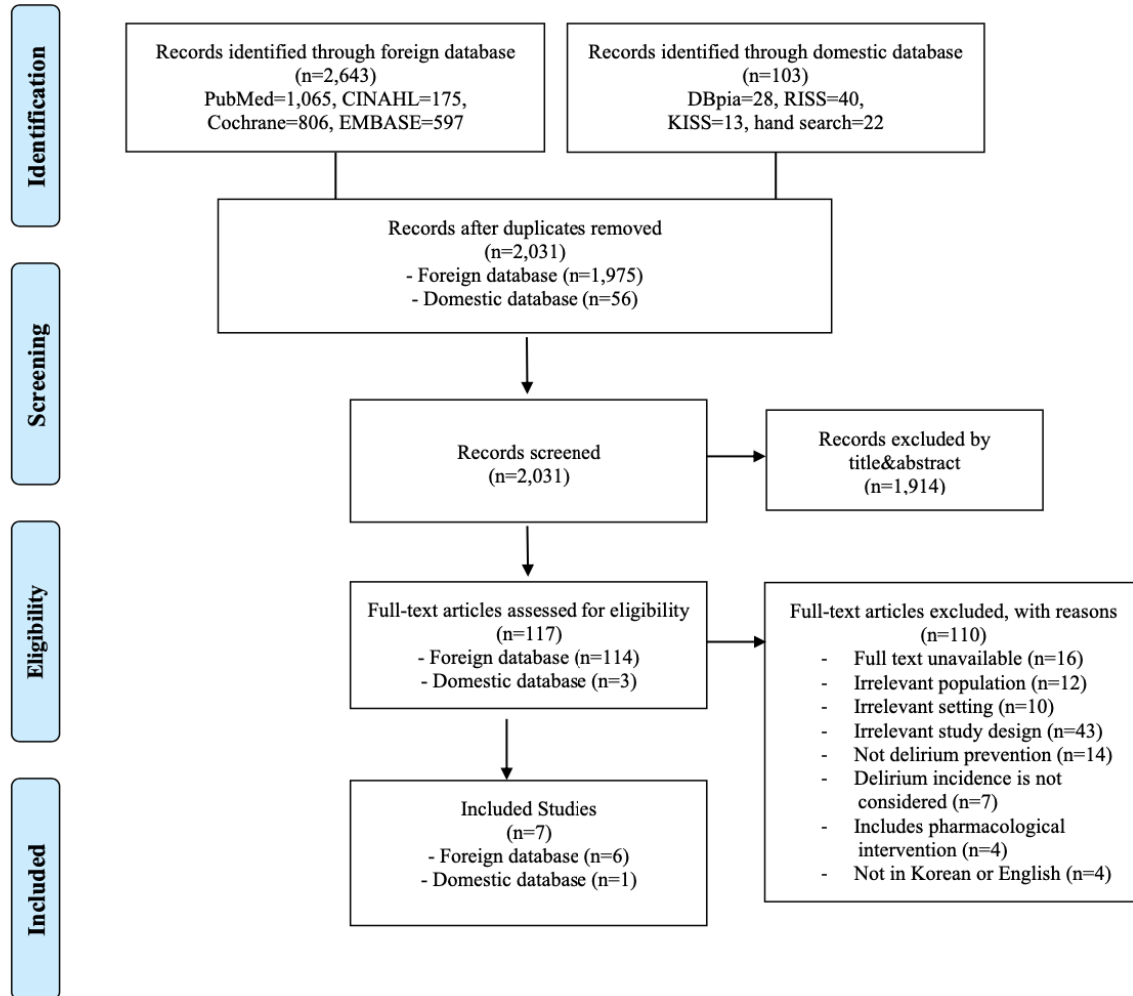 Identification
Records identified through foreign database
(n=2,643)
PubMed=1,065, CINAHL=175,
Cochrane=806, EMBASE=597
Records identified through domestic database
(n=103)
DBpia=28, RISS=40,
KISS=13, hand search=22
Records after duplicates removed
(n=2,031)
- Foreign database (n=1,975)
- Domestic database (n=56)
Screening
Records screened
(n=2,031)
Records excluded by
title&abstract
(n=1,914)
Eligibility
Full-text articles assessed for eligibility
(n=117)
- Foreign database (n=114)
- Domestic database (n=3)
Full-text articles excluded, with reasons
(n=110)
- Full text unavailable (n=16)
- Irrelevant population (n=12)
- Irrelevant setting (n=10)
- Irrelevant study design (n=43)
- Not delirium prevention (n=14)
- Delirium incidence is not
considered (n=7)
- Includes pharmacological
intervention (n=4)
- Not in Korean or English (n=4)
Included
Included Studies
(n=7)
- Foreign database (n=6)
- Domestic database (n=1)